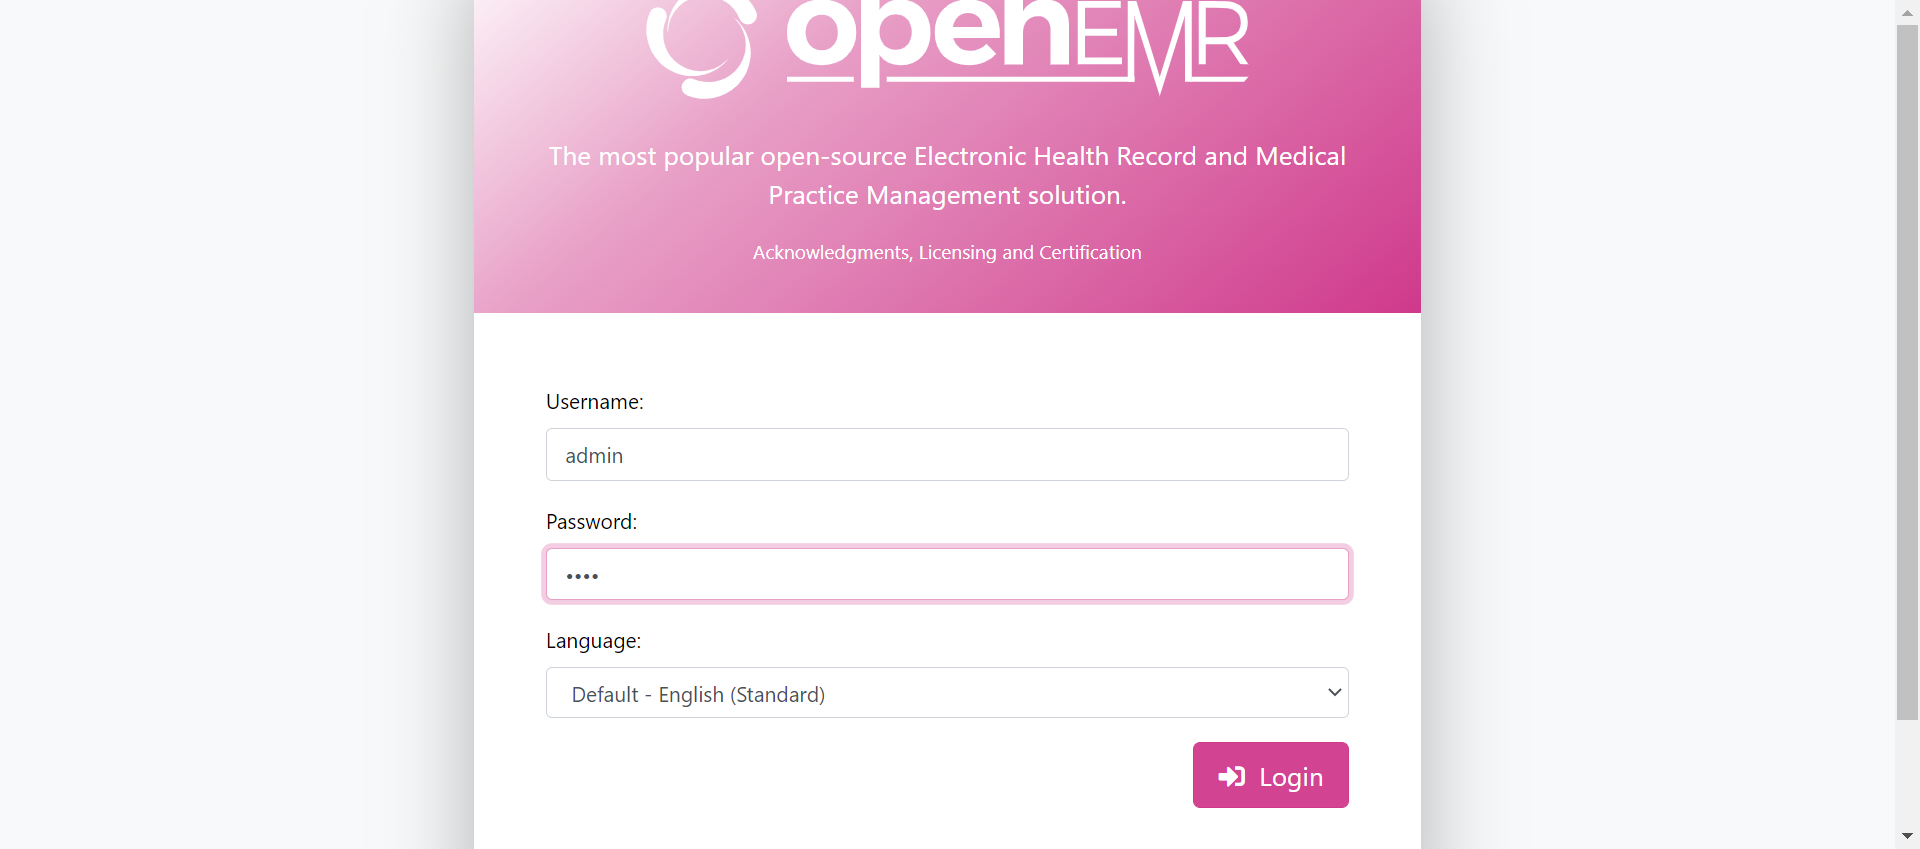 openEMR
The most popular open-source Electronic Health Record and Medical
Practice Management solution.
Acknowledgments, Licensing and Certification
Username:
admin
Password:
••••
Language:
Default - English (Standard)
Login